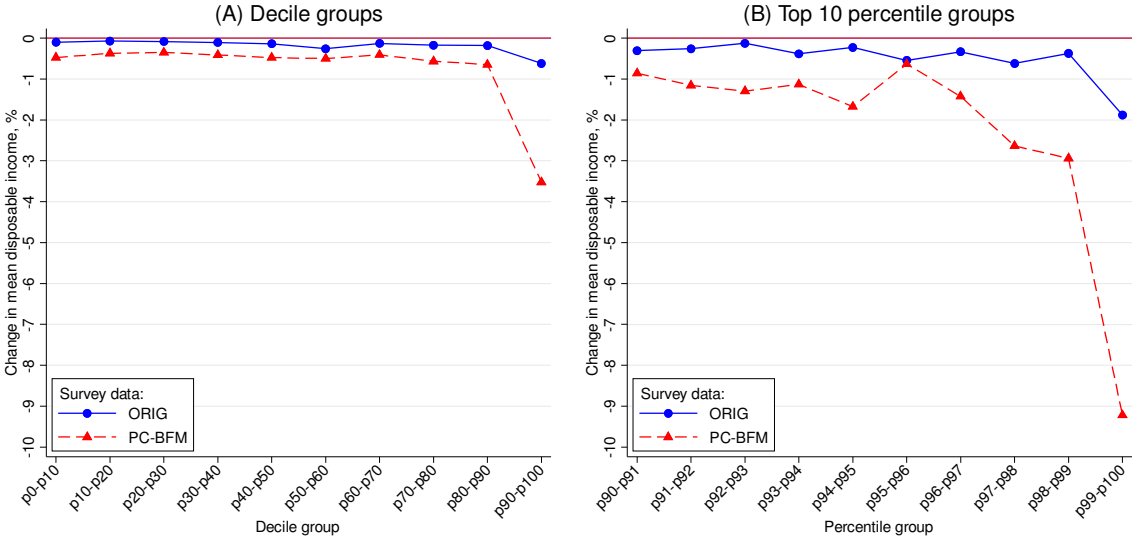 (A) Decile groups
Change in mean disposable income, %
0
-1
-2
-3
-4
-5
-6
-7
-8
-9
-10
Survey data:
ORIG
PC-BFM
p0-p10
p10-p20
p20-p30
p30-p40
p40-p50
p50-p60
p60-p70
p70-p80
p80-p90
p90-p100
Decile group
(B) Top 10 percentile groups
Change in mean disposable income, %
0
-1
-2
-3
-4
-5
-6
-7
-8
-9
-10
Survey data:
ORIG
PC-BFM
p90-p91
p91-p92
p92-p93
p93-p94
p94-p95
p95-p96
p96-p97
p97-p98
p98-p99
p99-p100
Percentile group